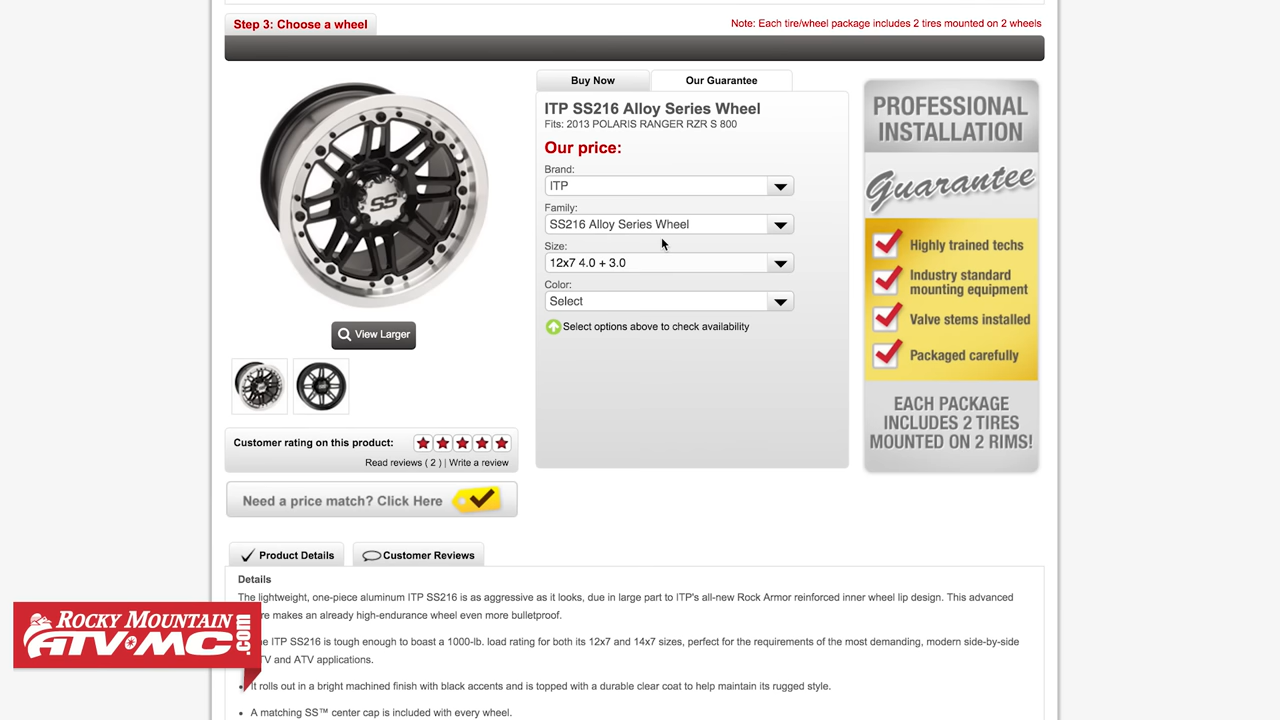 Step 3: Choose a wheel
Note: Each tire/wheel package includes 2 tires mounted on 2 wheels
Buy Now
Our Guarantee
ITP SS216 Alloy Series Wheel
Fits: 2013 POLARIS RANGER RZR S 800
Our price:
Brand:
ITP
Family:
SS216 Alloy Series Wheel
Size:
12x7 4.0 + 3.0
Color:
Select
Select options above to check availability
SS
View Larger
Customer rating on this product:
Read reviews ( 2 ) | Write a review
Need a price match? Click Here
PROFESSIONAL
INSTALLATION
Guarantee
Highly trained techs
Industry standard
mounting equipment
Valve stems installed
Packaged carefully
EACH PACKAGE
INCLUDES 2 TIRES
MOUNTED ON 2 RIMS!
Product Details
Customer Reviews
Details
The lightweight, one-piece aluminum ITP SS216 is as aggressive as it looks, due in large part to ITP's all-new Rock Armor reinforced inner wheel lip design. This advanced
makes an already high-endurance wheel even more bulletproof.
ITP SS216 is tough enough to boast a 1000-lb. load rating for both its 12x7 and 14x7 sizes, perfect for the requirements of the most demanding, modern side-by-side
and ATV applications.
It rolls out in a bright machined finish with black accents and is topped with a durable clear coat to help maintain its rugged style.
A matching SS™ center cap is included with every wheel.
ROCKY MOUNTAIN
ATV•MC.com